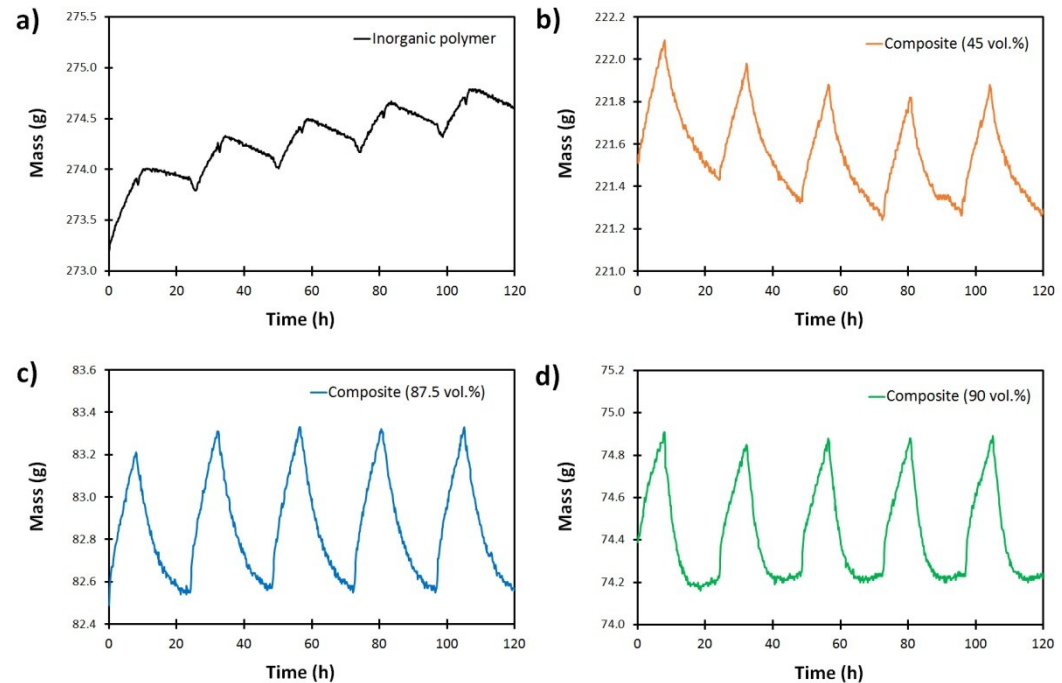 a)
275.5
275.0
274.5
274.0
273.5
273.0
Mass (g)
Inorganic polymer
0 20 40 60 80 100 120
Time (h)
b)
222.2
222.0
221.8
221.6
221.4
221.2
221.0
Mass (g)
Composite (45 vol.%)
0 20 40 60 80 100 120
Time (h)
c)
83.6
83.4
83.2
83.0
82.8
82.6
82.4
Mass (g)
Composite (87.5 vol.%)
0 20 40 60 80 100 120
Time (h)
d)
75.2
75.0
74.8
74.6
74.4
74.2
74.0
Mass (g)
Composite (90 vol.%)
0 20 40 60 80 100 120
Time (h)